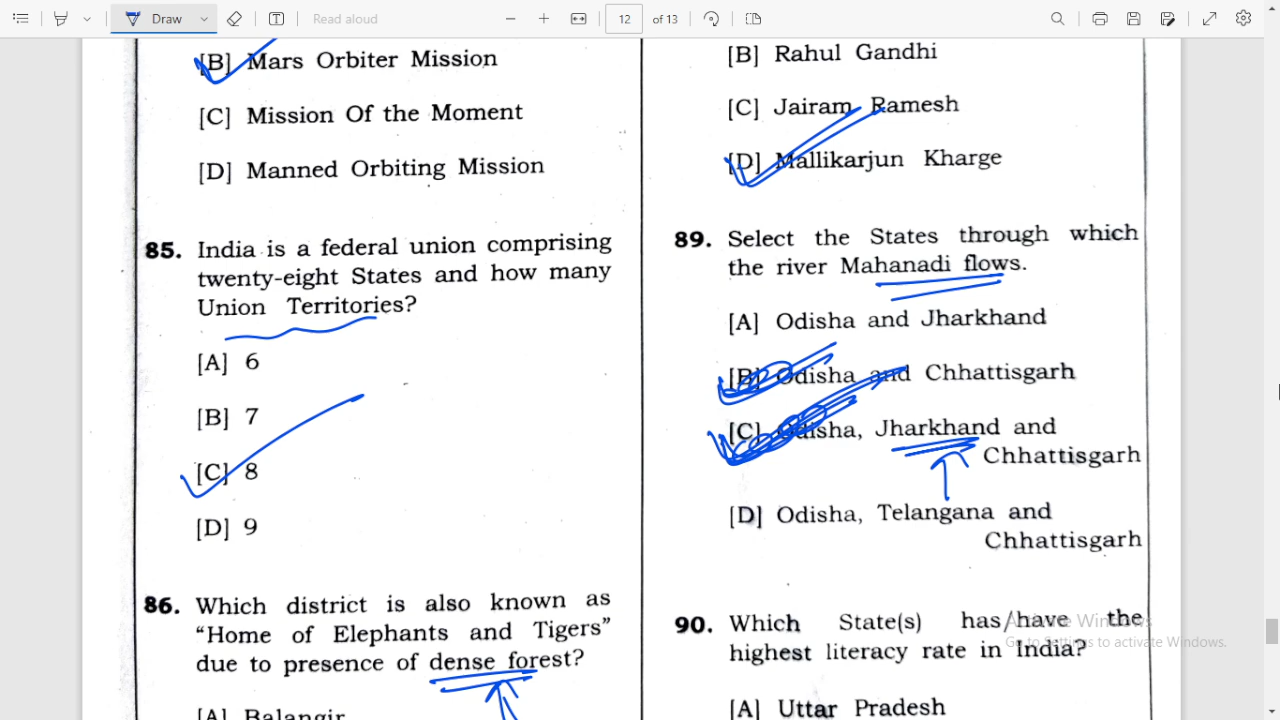 Draw
Read aloud
12
of 13
[B] Mars Orbiter Mission
[C] Mission Of the Moment
[D] Manned Orbiting Mission
85. India is a federal union comprising
twenty-eight States and how many
Union Territories?
[A] 6
[B] 7
[C] 8
[D] 9
86. Which district is also known as
“Home of Elephants and Tigers”
due to presence of dense forest?
[A] Balangir
[B] Rahul Gandhi
[C] Jairam Ramesh
[D] Mallikarjun Kharge
89. Select the States through which
the river Mahanadi flows.
[A] Odisha and Jharkhand
[B] Odisha and Chhattisgarh
[C] Odisha, Jharkhand and
Chhattisgarh
[D] Odisha, Telangana and
Chhattisgarh
90. Which State(s) has/have the
highest literacy rate in India?
[A] Uttar Pradesh
Activate Windows
Go to Settings to activate Windows.